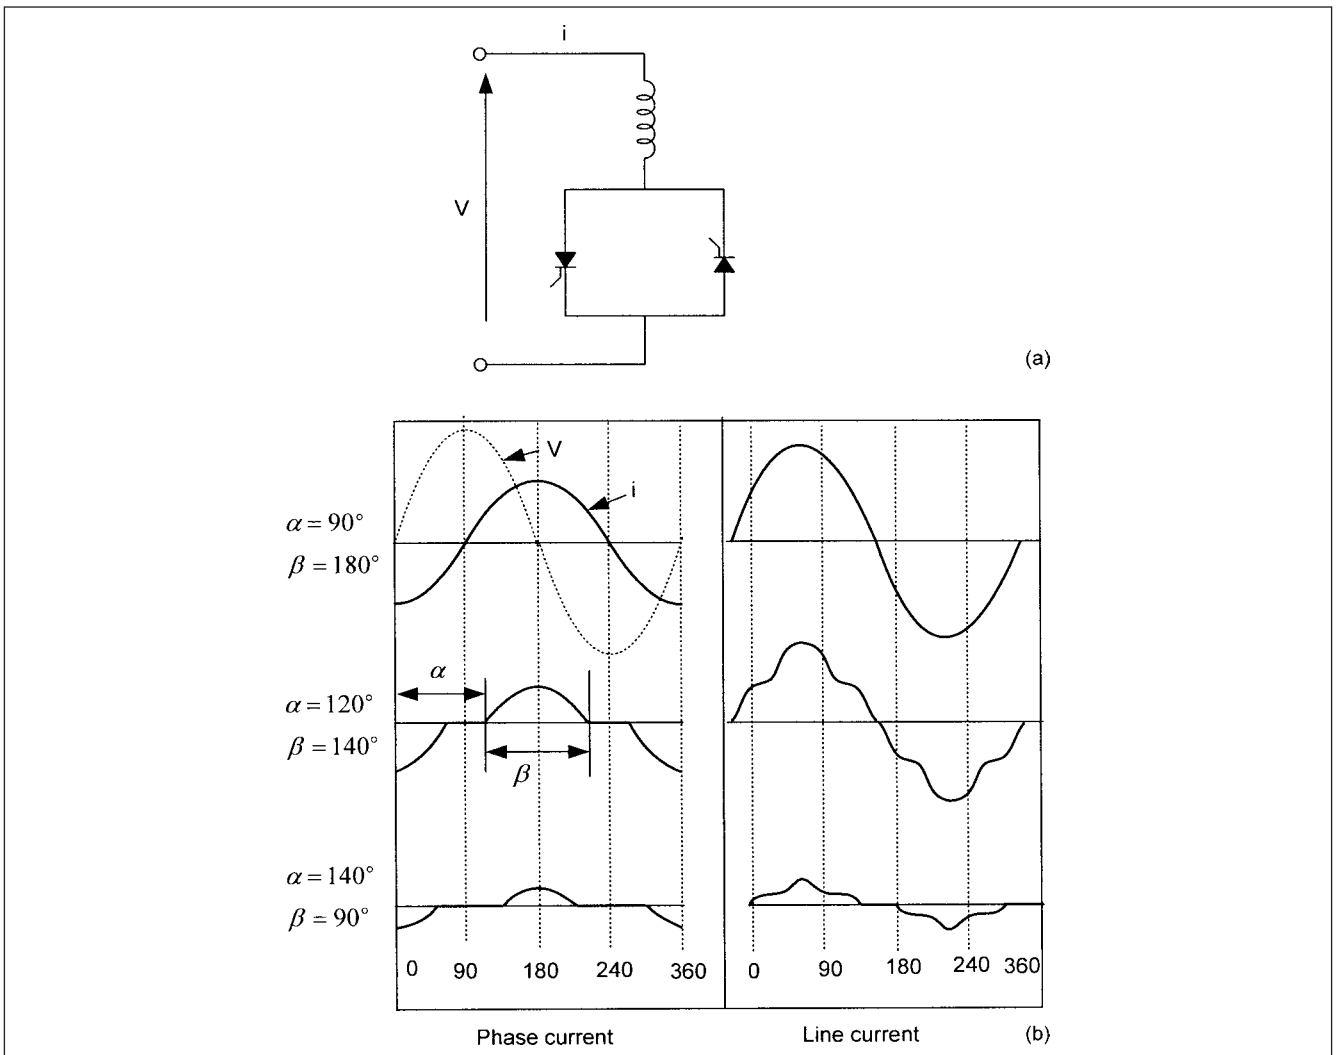 i
V
(a)
V
i
α = 90°
β = 180°
α
α = 120°
β = 140°
β
α = 140°
β = 90°
0 90 180 240 360
0 90 180 240 360
Phase current
Line current
(b)